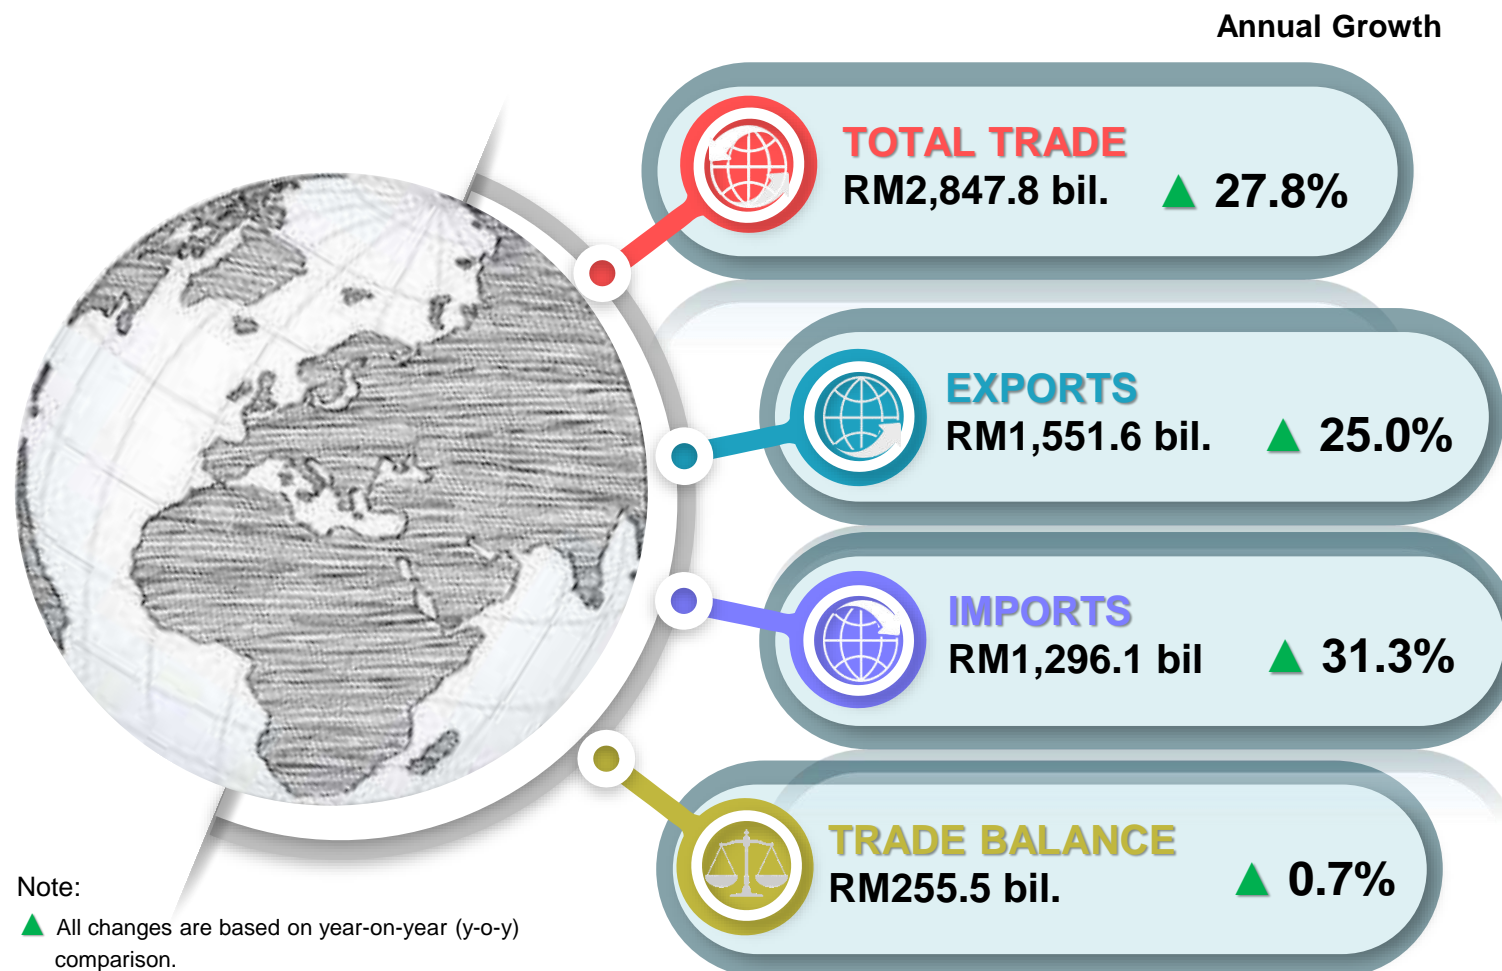 Annual Growth
TOTAL TRADE
RM2,847.8 bil. ▲ 27.8%
EXPORTS
RM1,551.6 bil. ▲ 25.0%
IMPORTS
RM1,296.1 bil ▲ 31.3%
TRADE BALANCE
RM255.5 bil. ▲ 0.7%
Note:
▲ All changes are based on year-on-year (y-o-y)
comparison.